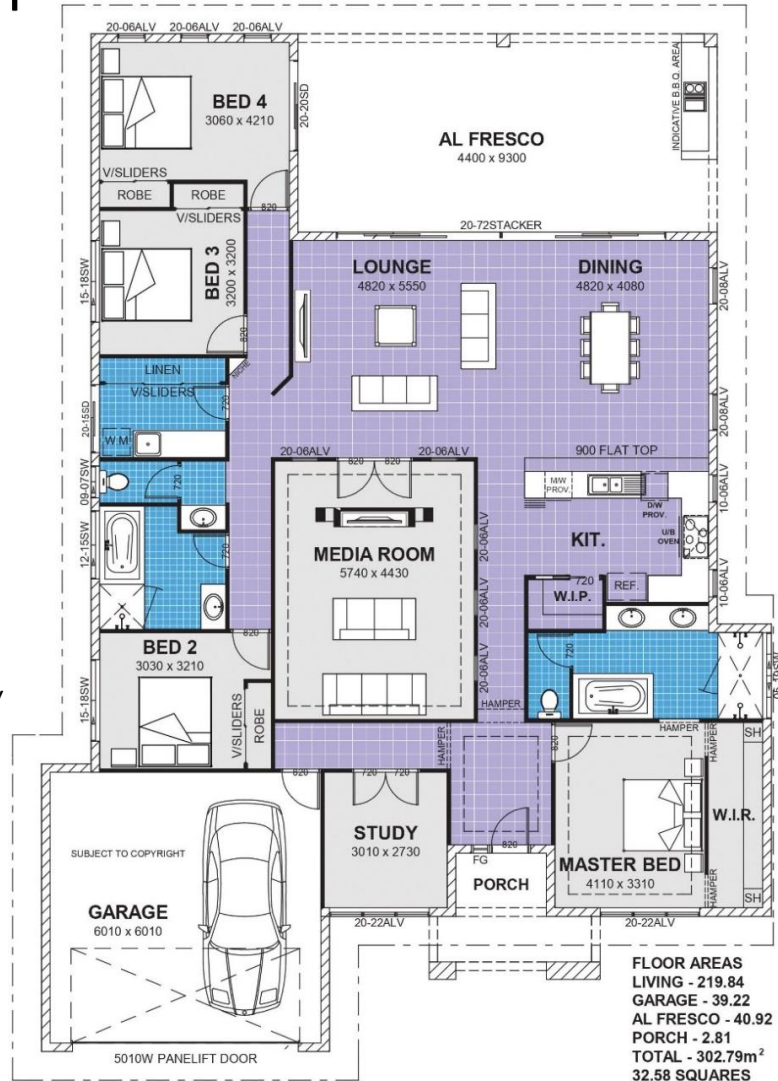 20-06ALV 20-06ALV 20-06ALV
BED 4
3060 x 4210
20-20SD
INDICATIVE B.B.Q. AREA
AL FRESCO
4400 x 9300
V/SLIDERS
ROBE ROBE
V/SLIDERS
820
20-72STACKER
15-18SW
BED 3
3200 x 3200
820
LOUNGE
4820 x 5550
DINING
4820 x 4080
20-08ALV
NICHE
LINEN
V/SLIDERS
720
20-15SD
W.M.
20-08ALV
20-06ALV 20-06ALV
820 820
900 FLAT TOP
09-07SW
720
M/W PROV.
D/W PROV.
10-06ALV
12-15SW
720
MEDIA ROOM
5740 x 4430
20-06ALV
KIT.
U/B OVEN
20-06ALV
720
W.I.P.
REF.
10-06ALV
BED 2
3030 x 3210
820
20-06ALV
720
15-18SW
V/SLIDERS
ROBE
HAMPER
HAMPER
HAMPER
SH
820
HAMPER
820
720 720
W.I.R.
STUDY
3010 x 2730
SUBJECT TO COPYRIGHT
820
FG
PORCH
MASTER BED
4110 x 3310
HAMPER
SH
GARAGE
6010 x 6010
20-22ALV
20-22ALV
5010W PANELIFT DOOR
FLOOR AREAS
LIVING - 219.84
GARAGE - 39.22
AL FRESCO - 40.92
PORCH - 2.81
TOTAL - 302.79m²
32.58 SQUARES